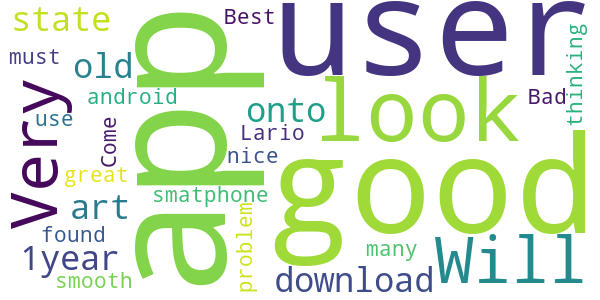 state
Best
user
must
old
app
thinking
Very
android
onto
look
Bad
use
Come
Lario
nice
great
smatphone
good
art
problem
found
many
Will
1year
smooth
download